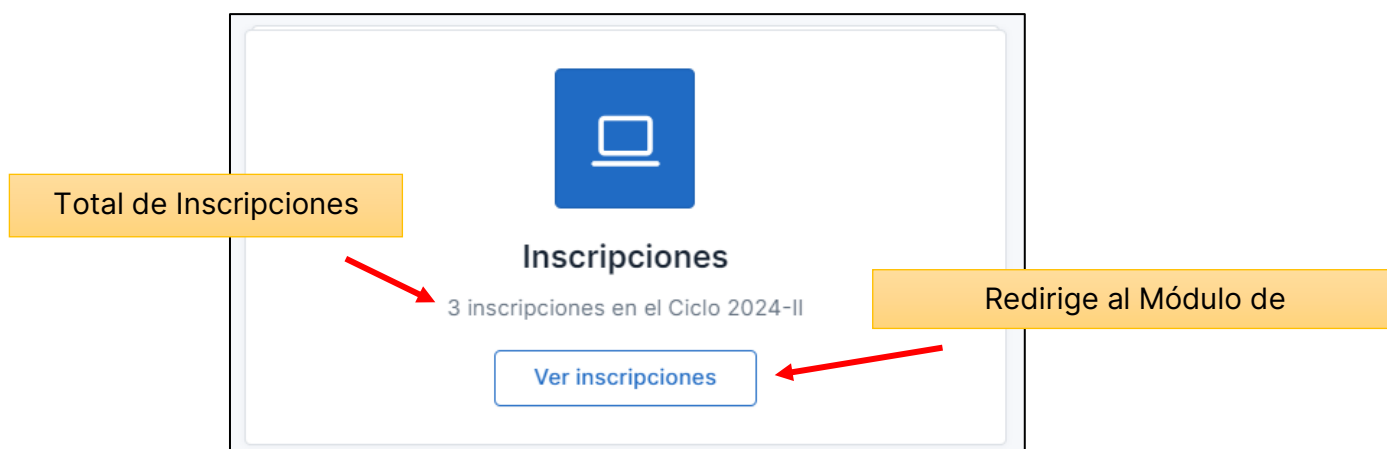 Total de Inscripciones
Inscripciones
3 inscripciones en el Ciclo 2024-II
Redirige al Módulo de
Ver inscripciones